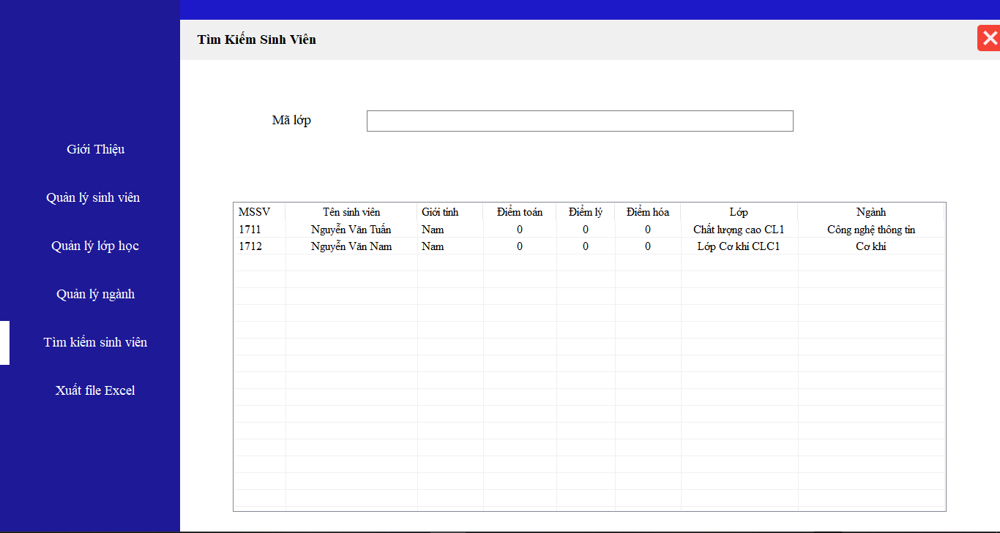 Tìm Kiếm Sinh Viên
Giới Thiệu
Quản lý sinh viên
Quản lý lớp học
Quản lý ngành
Tìm kiếm sinh viên
Xuất file Excel
Mã lớp
MSSV Tên sinh viên Giới tính Điểm toán Điểm lý Điểm hóa Lớp Ngành
1711 Nguyễn Văn Tuấn Nam 0 0 0 Chất lượng cao CL1 Công nghệ thông tin
1712 Nguyễn Văn Nam Nam 0 0 0 Lớp Cơ khí CLC1 Cơ khí